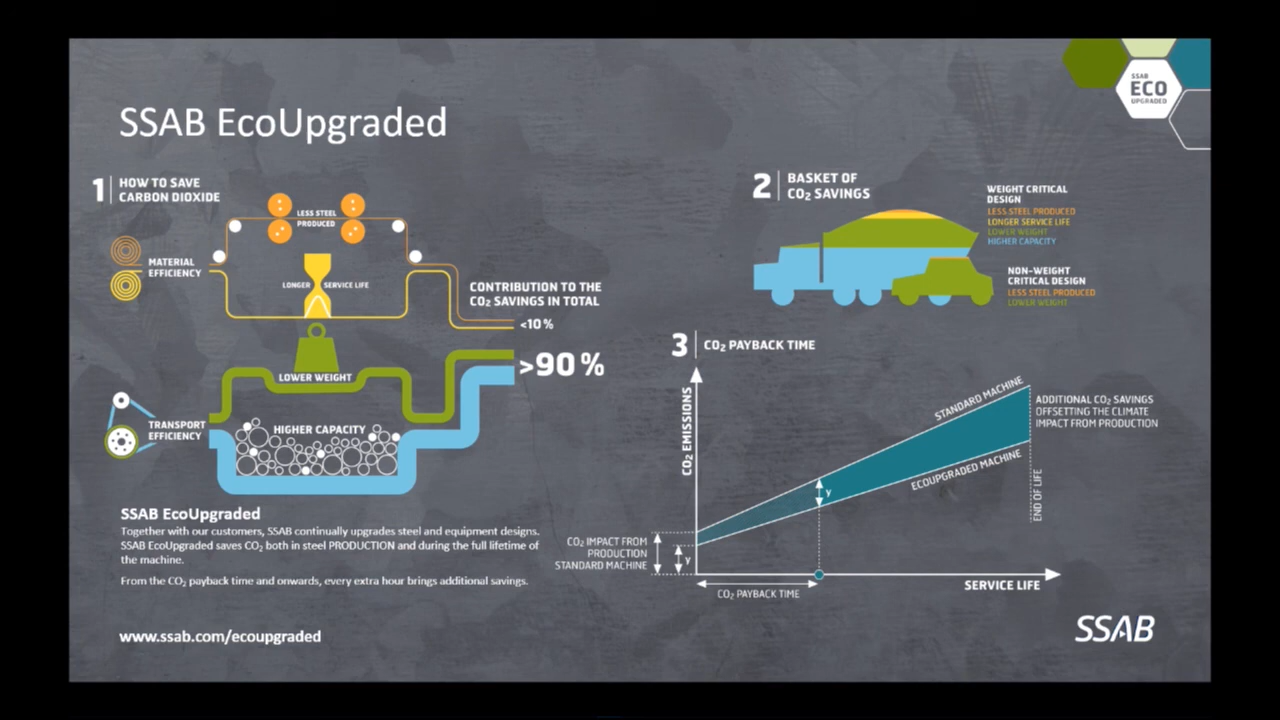 SSAB
ECO
UPGRADED
SSAB EcoUpgraded
1
HOW TO SAVE
CARBON DIOXIDE
LESS STEEL
PRODUCED
MATERIAL
EFFICIENCY
LONGER SERVICE LIFE
CONTRIBUTION TO THE
CO₂ SAVINGS IN TOTAL
<10%
>90%
LOWER WEIGHT
TRANSPORT
EFFICIENCY
HIGHER CAPACITY
SSAB EcoUpgraded
Together with our customers, SSAB continually upgrades steel and equipment designs.
SSAB EcoUpgraded saves CO₂ both in steel PRODUCTION and during the full lifetime of
the machine.
From the CO₂ payback time and onwards, every extra hour brings additional savings.
www.ssab.com/ecoupgraded
2
BASKET OF
CO₂ SAVINGS
WEIGHT CRITICAL
DESIGN
LESS STEEL PRODUCED
LONGER SERVICE LIFE
LOWER WEIGHT
HIGHER CAPACITY
NON-WEIGHT
CRITICAL DESIGN
LESS STEEL PRODUCED
LOWER WEIGHT
3
CO₂ PAYBACK TIME
CO₂ EMISSIONS
STANDARD MACHINE
ADDITIONAL CO₂ SAVINGS
OFFSETTING THE CLIMATE
IMPACT FROM PRODUCTION
ECOUPGRADED MACHINE
END OF LIFE
y
CO₂ IMPACT FROM
PRODUCTION
STANDARD MACHINE
y
CO₂ PAYBACK TIME
SERVICE LIFE
SSAB